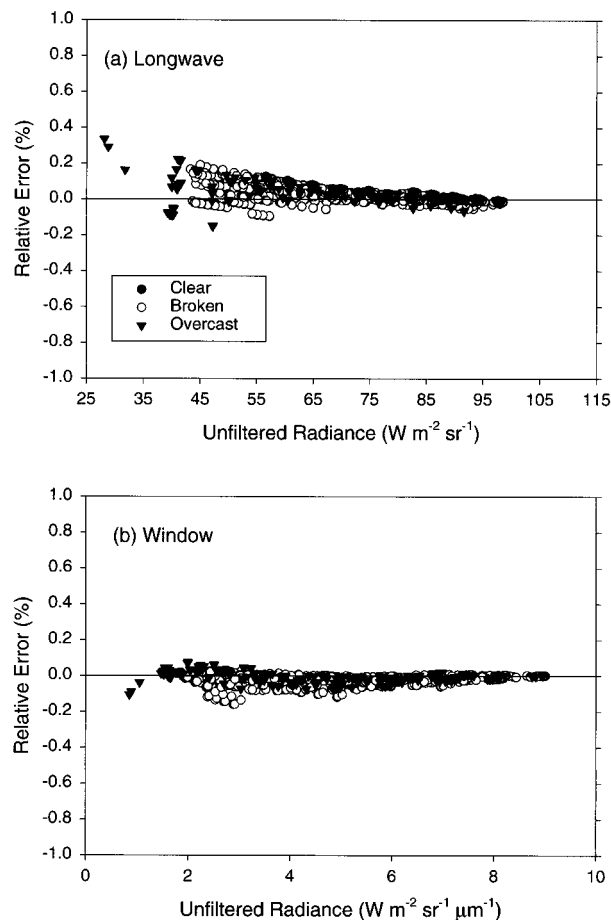 1.0
(a) Longwave
0.8
0.6
0.4
0.2
0.0
-0.2
-0.4
-0.6
-0.8
-1.0
Relative Error (%)
Clear
Broken
Overcast
25 35 45 55 65 75 85 95 105 115
Unfiltered Radiance (W m⁻² sr⁻¹)
1.0
(b) Window
0.8
0.6
0.4
0.2
0.0
-0.2
-0.4
-0.6
-0.8
-1.0
Relative Error (%)
0 2 4 6 8 10
Unfiltered Radiance (W m⁻² sr⁻¹ μm⁻¹)